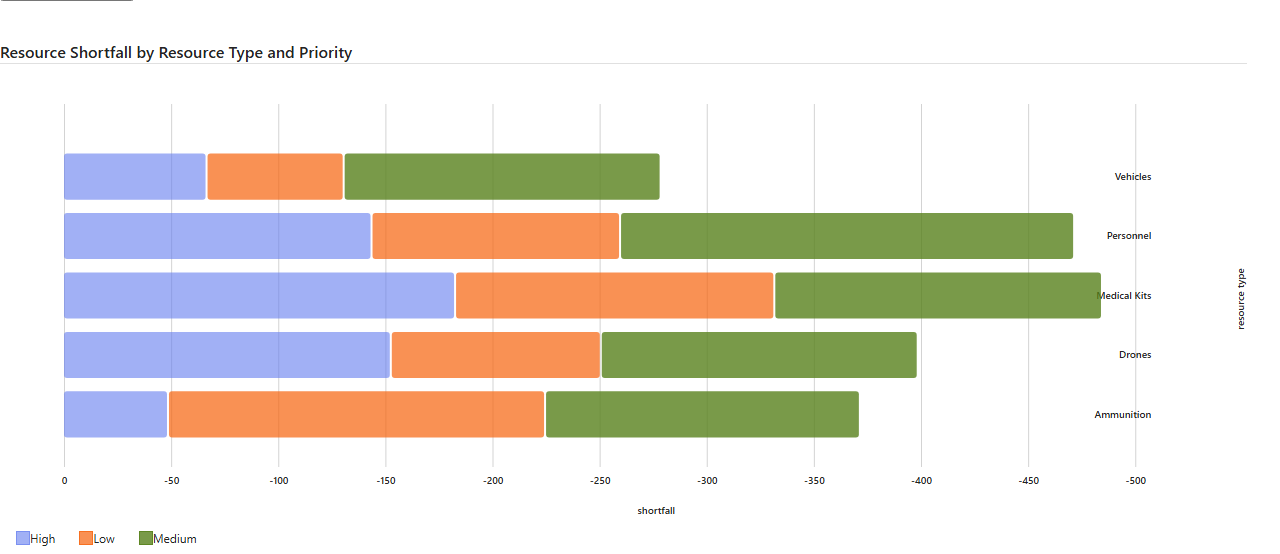 Resource Shortfall by Resource Type and Priority
Vehicles
Personnel
Medical Kits
Drones
Ammunition
resource type
0 -50 -100 -150 -200 -250 -300 -350 -400 -450 -500
shortfall
High Low Medium